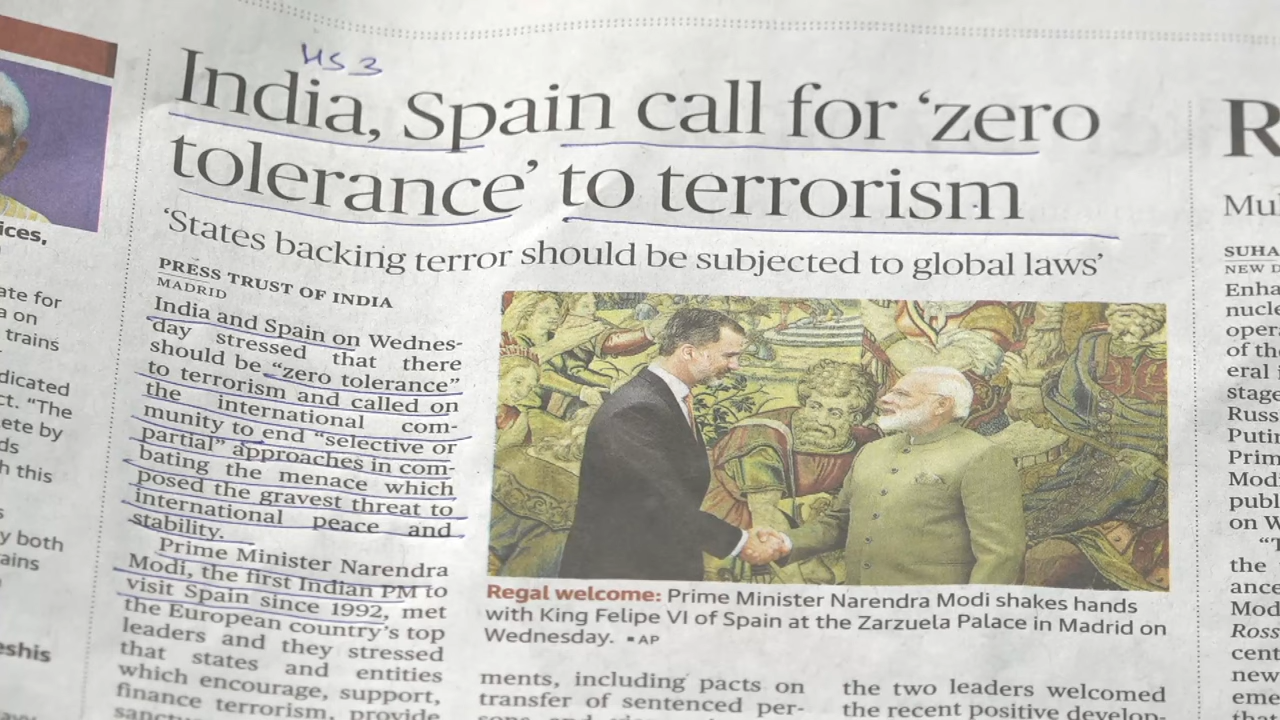 HS 3
India, Spain call for ‘zero
tolerance’ to terrorism
‘States backing terror should be subjected to global laws’
PRESS TRUST OF INDIA
MADRID
India and Spain on Wednes-
day stressed that there
should be “zero tolerance”
to terrorism and called on
the international com-
munity to end “selective or
partial” approaches in com-
bating the menace which
posed the gravest threat to
international peace and
stability.
Prime Minister Narendra
Modi, the first Indian PM to
visit Spain since 1992, met
the European country’s top
leaders and they stressed
that states and entities
which encourage, support,
finance terrorism, provide
Regal welcome: Prime Minister Narendra Modi shakes hands
with King Felipe VI of Spain at the Zarzuela Palace in Madrid on
Wednesday. ▪ AP
ments, including pacts on
transfer of sentenced per-
the two leaders welcomed
the recent positive develop
ices,
ate for
a on
trains
dicated
ct. “The
ete by
ds
h this
s
y both
ains
eshis
R
Mul
SUHA
NEW D
Enha
nucle
oper
of the
eral i
stage
Russ
Putin
Prim
Modi
publ
on W
“T
the
ance
Modi
Ross
cent
new
eme